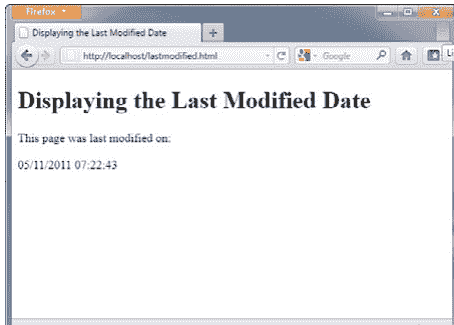 Firefox
Displaying the Last Modified Date
http://localhost/lastmodified.html
Google
Displaying the Last Modified Date
This page was last modified on:
05/11/2011 07:22:43